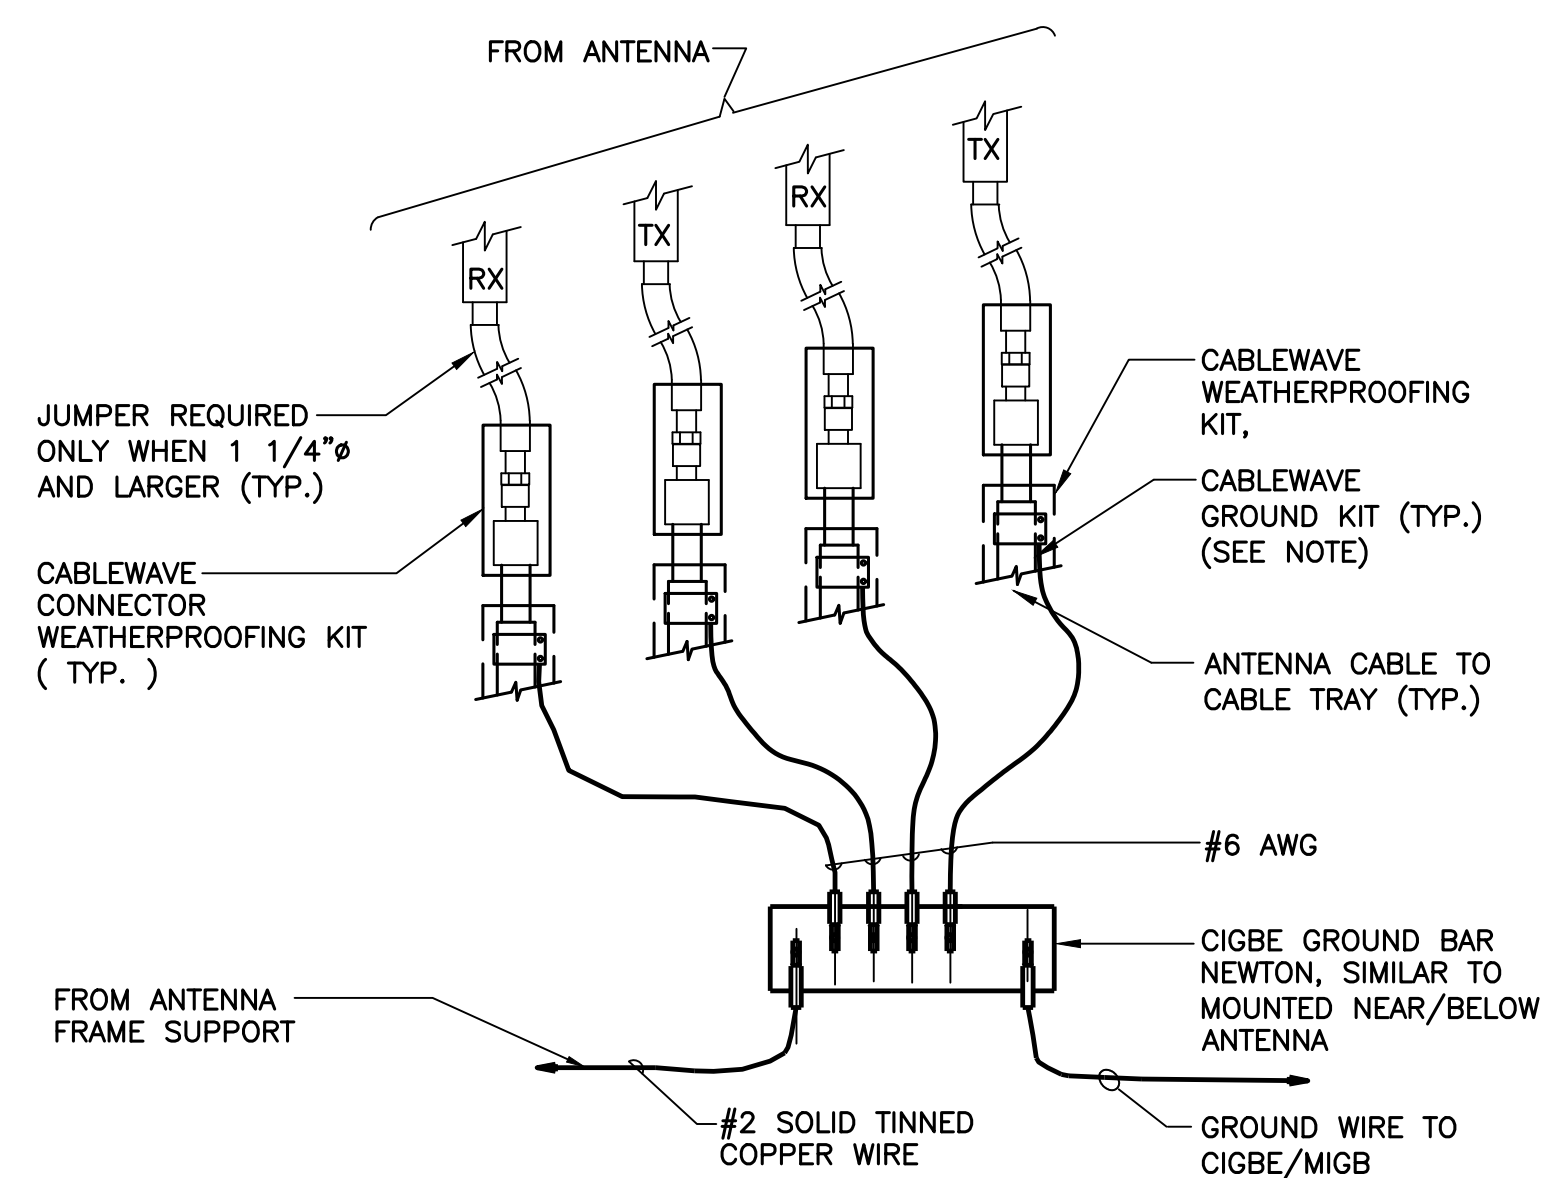 FROM ANTENNA
TX
RX
TX
RX
JUMPER REQUIRED
ONLY WHEN 1 1/4"ø
AND LARGER (TYP.)
CABLEWAVE
CONNECTOR
WEATHERPROOFING KIT
( TYP. )
CABLEWAVE
WEATHERPROOFING
KIT,
CABLEWAVE
GROUND KIT (TYP.)
(SEE NOTE)
ANTENNA CABLE TO
CABLE TRAY (TYP.)
#6 AWG
CIGBE GROUND BAR
NEWTON, SIMILAR TO
MOUNTED NEAR/BELOW
ANTENNA
FROM ANTENNA
FRAME SUPPORT
#2 SOLID TINNED
COPPER WIRE
GROUND WIRE TO
CIGBE/MIGB